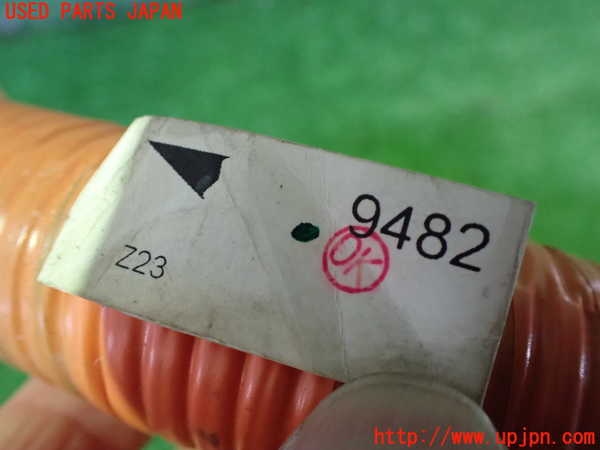 USED PARTS JAPAN
9482
OK
Z23
http://www.upjpn.com/